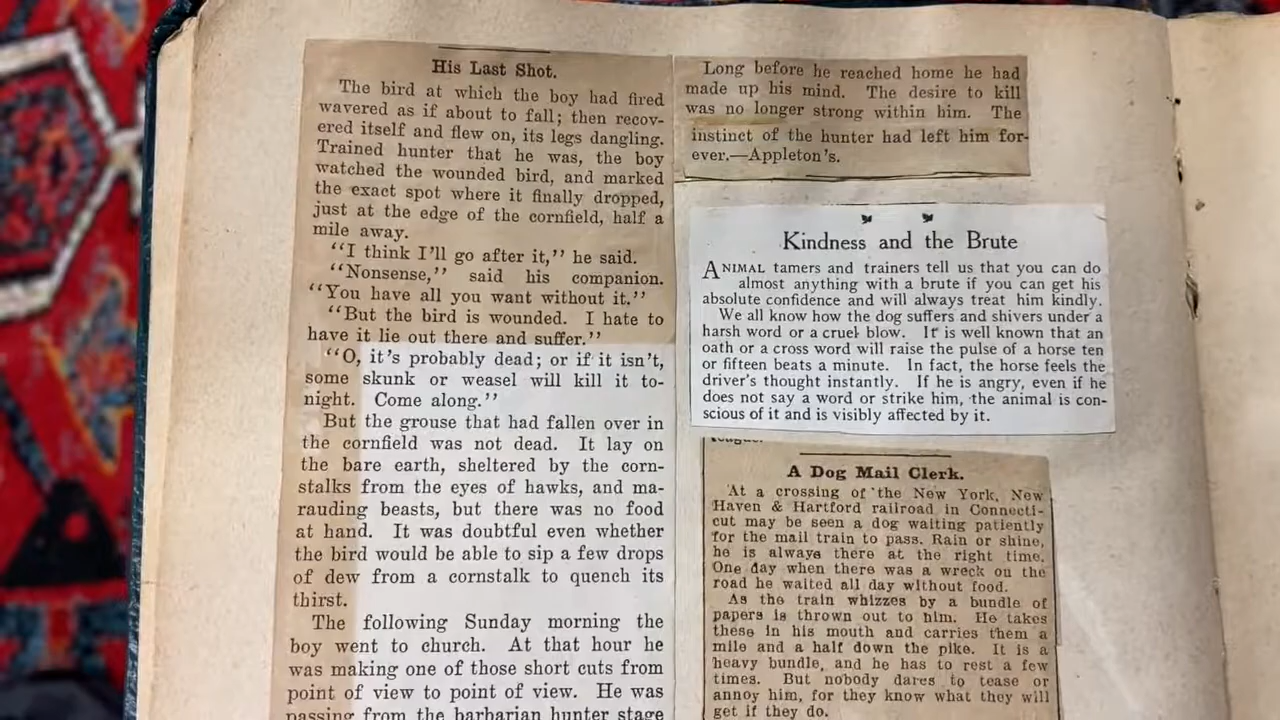 His Last Shot.
The bird at which the boy had fired
wavered as if about to fall; then recov-
ered itself and flew on, its legs dangling.
Trained hunter that he was, the boy
watched the wounded bird, and marked
the exact spot where it finally dropped,
just at the edge of the cornfield, half a
mile away.
"I think I'll go after it," he said.
"Nonsense," said his companion.
"You have all you want without it."
"But the bird is wounded. I hate to
have it lie out there and suffer."
"O, it's probably dead; or if it isn't,
some skunk or weasel will kill it to-
night. Come along."
But the grouse that had fallen over in
the cornfield was not dead. It lay on
the bare earth, sheltered by the corn-
stalks from the eyes of hawks, and ma-
rauding beasts, but there was no food
at hand. It was doubtful even whether
the bird would be able to sip a few drops
of dew from a cornstalk to quench its
thirst.
The following Sunday morning the
boy went to church. At that hour he
was making one of those short cuts from
point of view to point of view. He was
passing from the barbarian hunter stage
Long before he reached home he had
made up his mind. The desire to kill
was no longer strong within him. The
instinct of the hunter had left him for-
ever.—Appleton's.
Kindness and the Brute
ANIMAL tamers and trainers tell us that you can do
almost anything with a brute if you can get his
absolute confidence and will always treat him kindly.
We all know how the dog suffers and shivers under a
harsh word or a cruel blow. It is well known that an
oath or a cross word will raise the pulse of a horse ten
or fifteen beats a minute. In fact, the horse feels the
driver's thought instantly. If he is angry, even if he
does not say a word or strike him, the animal is con-
scious of it and is visibly affected by it.
A Dog Mail Clerk.
At a crossing of the New York, New
Haven & Hartford railroad in Connecti-
cut may be seen a dog waiting patiently
for the mail train to pass. Rain or shine,
he is always there at the right time.
One day when there was a wreck on the
road he waited all day without food.
As the train whizzes by a bundle of
papers is thrown out to him. He takes
these in his mouth and carries them a
mile and a half down the pike. It is a
heavy bundle, and he has to rest a few
times. But nobody dares to tease or
annoy him, for they know what they will
get if they do.